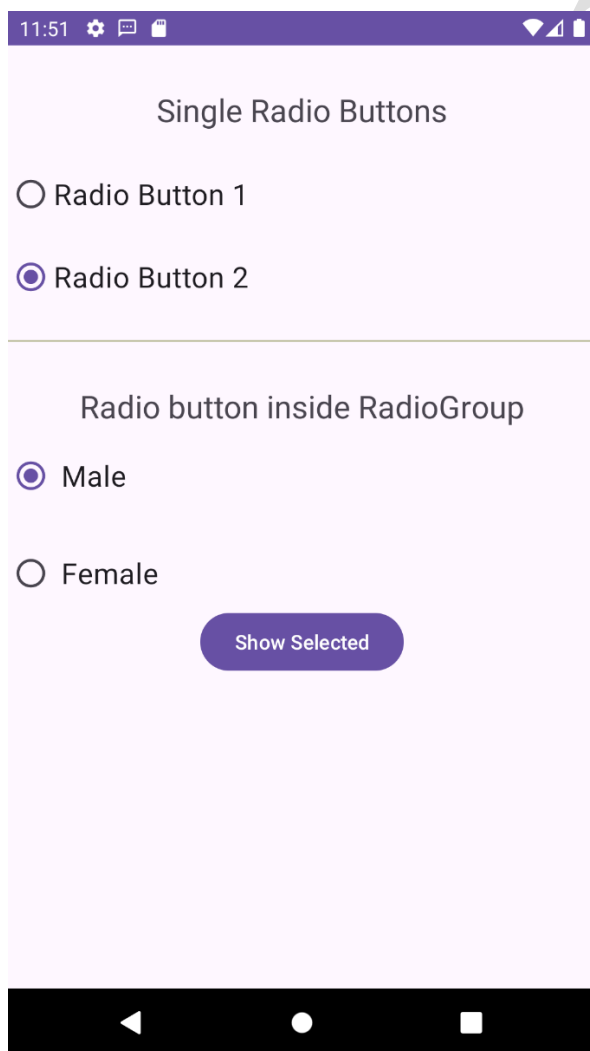 11:51
Single Radio Buttons
Radio Button 1
Radio Button 2
Radio button inside RadioGroup
Male
Female
Show Selected